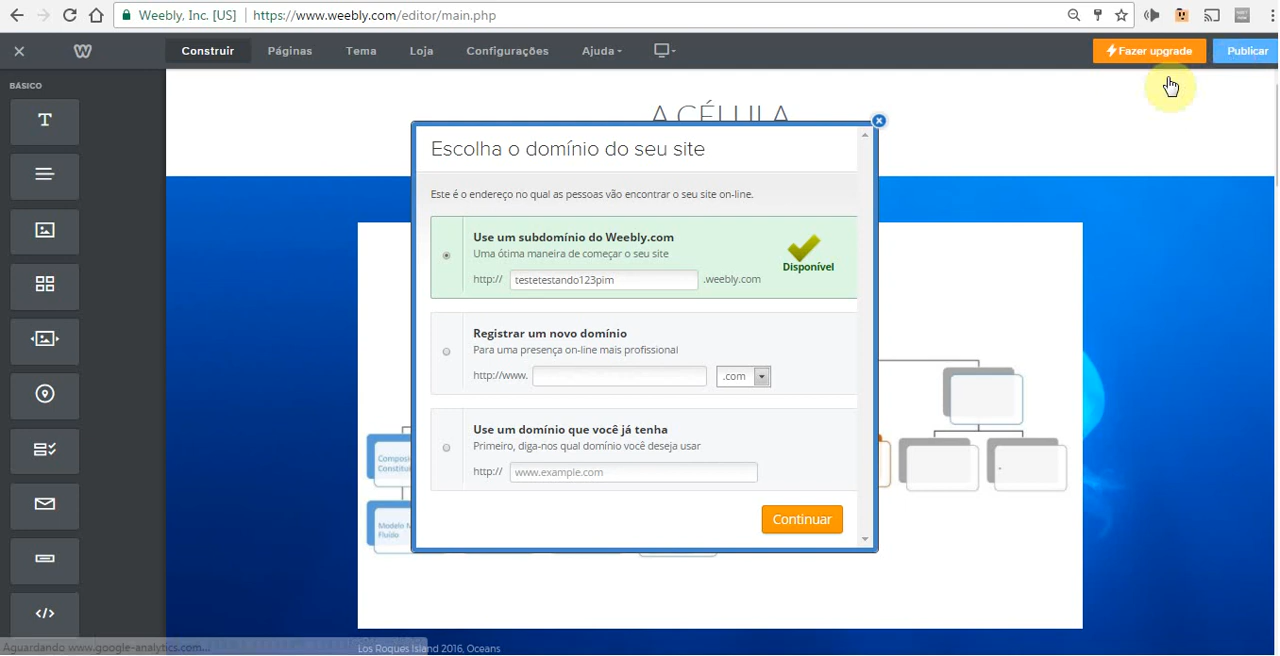 Weebly, Inc. [US]
https://www.weebly.com/editor/main.php
Construir
Páginas
Tema
Loja
Configurações
Ajuda
Fazer upgrade
Publicar
BÁSICO
A CÉLULA
Escolha o domínio do seu site
Este é o endereço no qual as pessoas vão encontrar o seu site on-line.
Use um subdomínio do Weebly.com
Uma ótima maneira de começar o seu site
http:// testetestando123pim .weebly.com
Disponível
Registrar um novo domínio
Para uma presença on-line mais profissional
http://www. .com
Use um domínio que você já tenha
Primeiro, diga-nos qual domínio você deseja usar
http:// www.example.com
Continuar
Modelo
Fluido
Aguardando www.google-analytics.com...
Los Roques Island 2016, Oceans